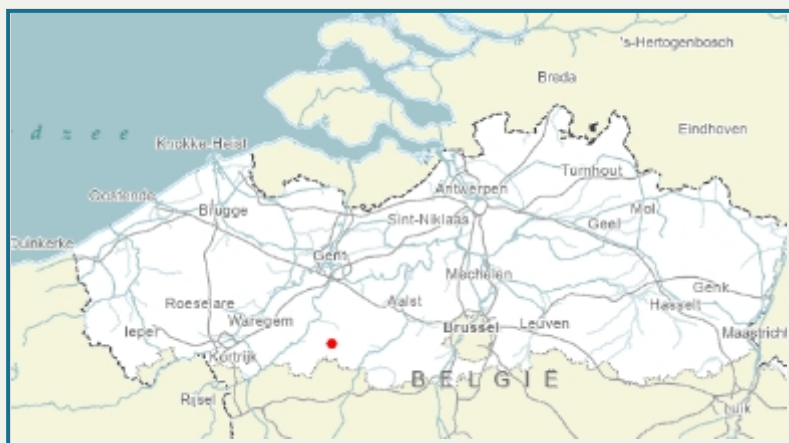 's-Hertogenbosch
Breda
Eindhoven
d z e e
Knokke-Heist
Turnhout
Antwerpen
Oostende
Brugge
Sint-Niklaas
Mol
Geel
Duinkerke
Gent
Mechelen
Genk
Roeselare
Aalst
Hasselt
Waregem
Brussel
Leuven
Ieper
Maastricht
Kortrijk
BELGIË
Rijsel
Luik